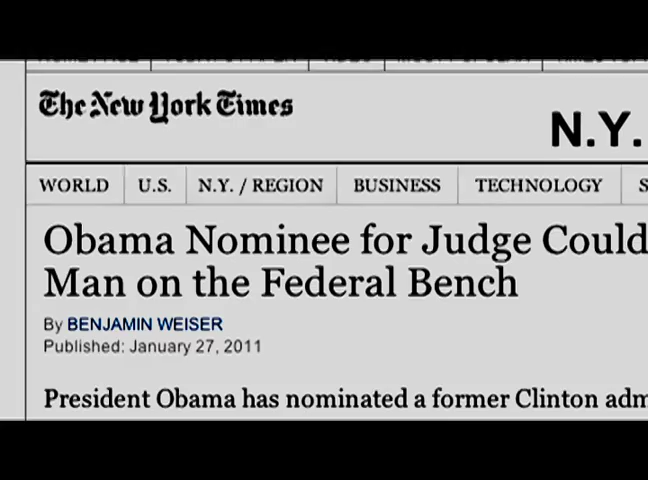 The New York Times
N.Y.
WORLD U.S. N.Y. / REGION BUSINESS TECHNOLOGY
Obama Nominee for Judge Could
Man on the Federal Bench
By BENJAMIN WEISER
Published: January 27, 2011
President Obama has nominated a former Clinton adm